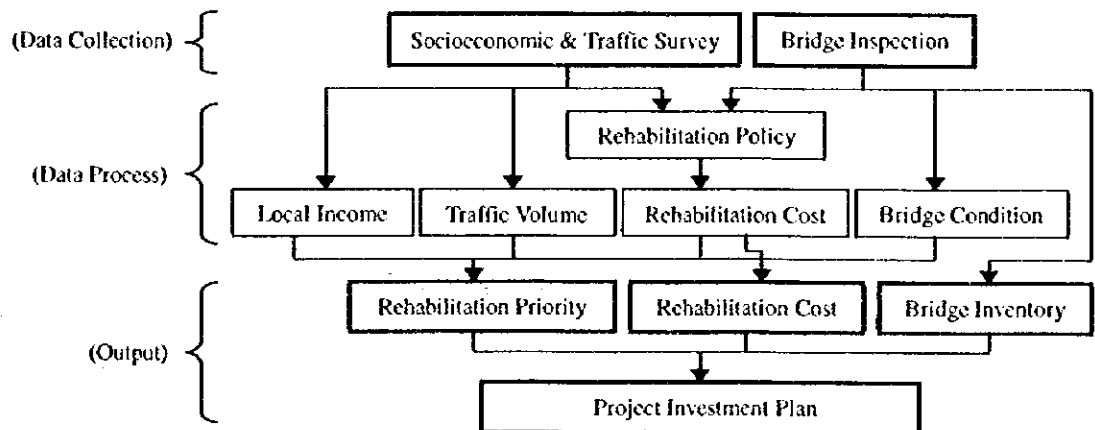 (Data Collection)
Socioeconomic & Traffic Survey
Bridge Inspection
Rehabilitation Policy
(Data Process)
Local Income
Traffic Volume
Rehabilitation Cost
Bridge Condition
Rehabilitation Priority
Rehabilitation Cost
Bridge Inventory
(Output)
Project Investment Plan